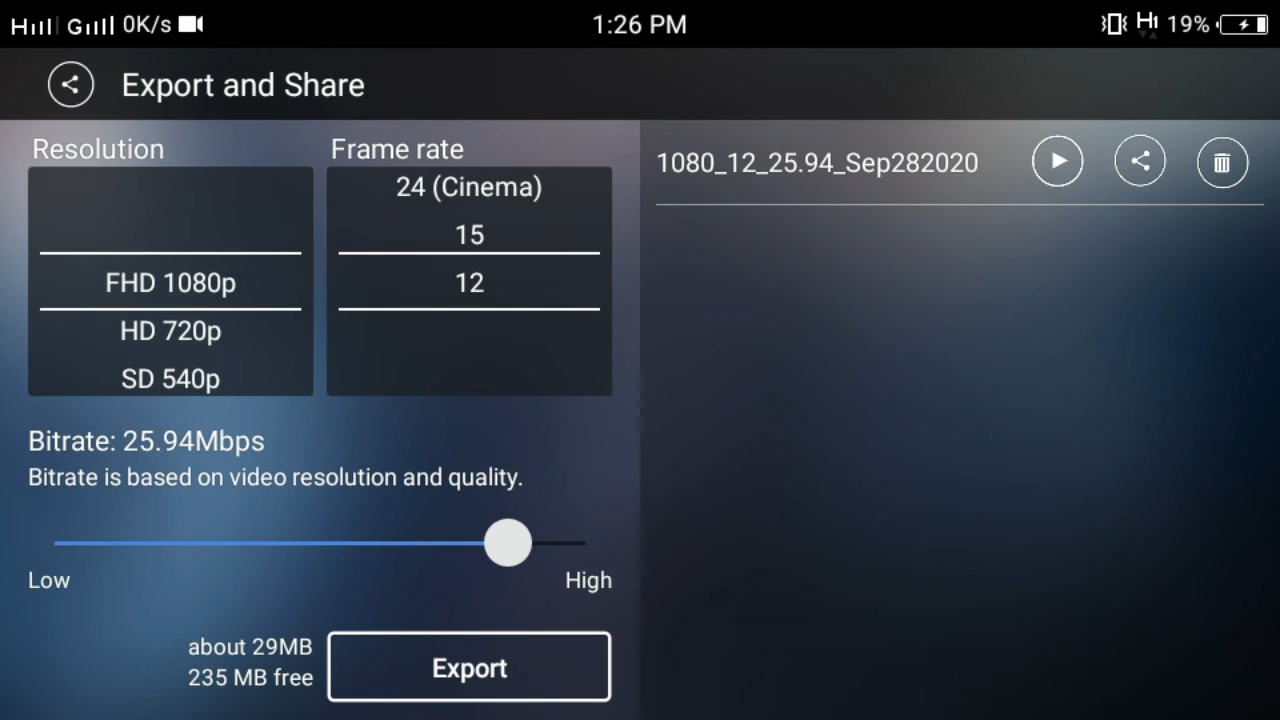 H G 0K/s 1:26 PM H1 19%
Export and Share
Resolution
FHD 1080p
HD 720p
SD 540p
Frame rate
24 (Cinema)
15
12
Bitrate: 25.94Mbps
Bitrate is based on video resolution and quality.
Low High
about 29MB
235 MB free
Export
1080_12_25.94_Sep282020